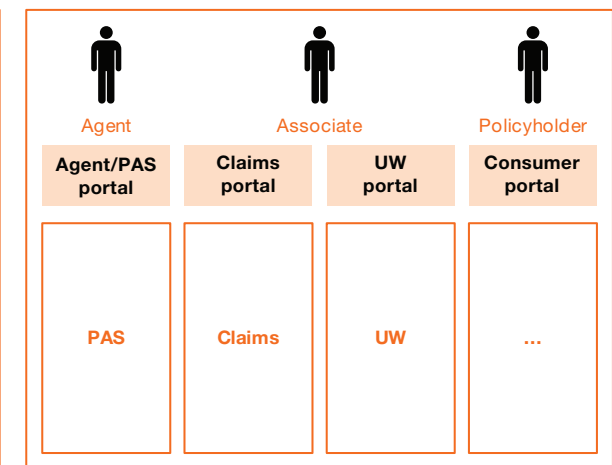 Agent
Associate
Policyholder
Agent/PAS
portal
Claims
portal
UW
portal
Consumer
portal
PAS
Claims
UW
...